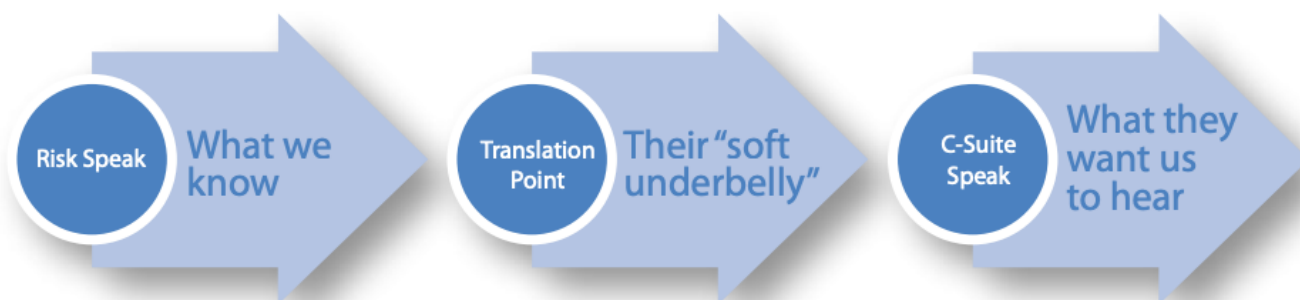 Risk Speak
What we
know
Translation
Point
Their “soft
underbelly”
C-Suite
Speak
What they
want us
to hear